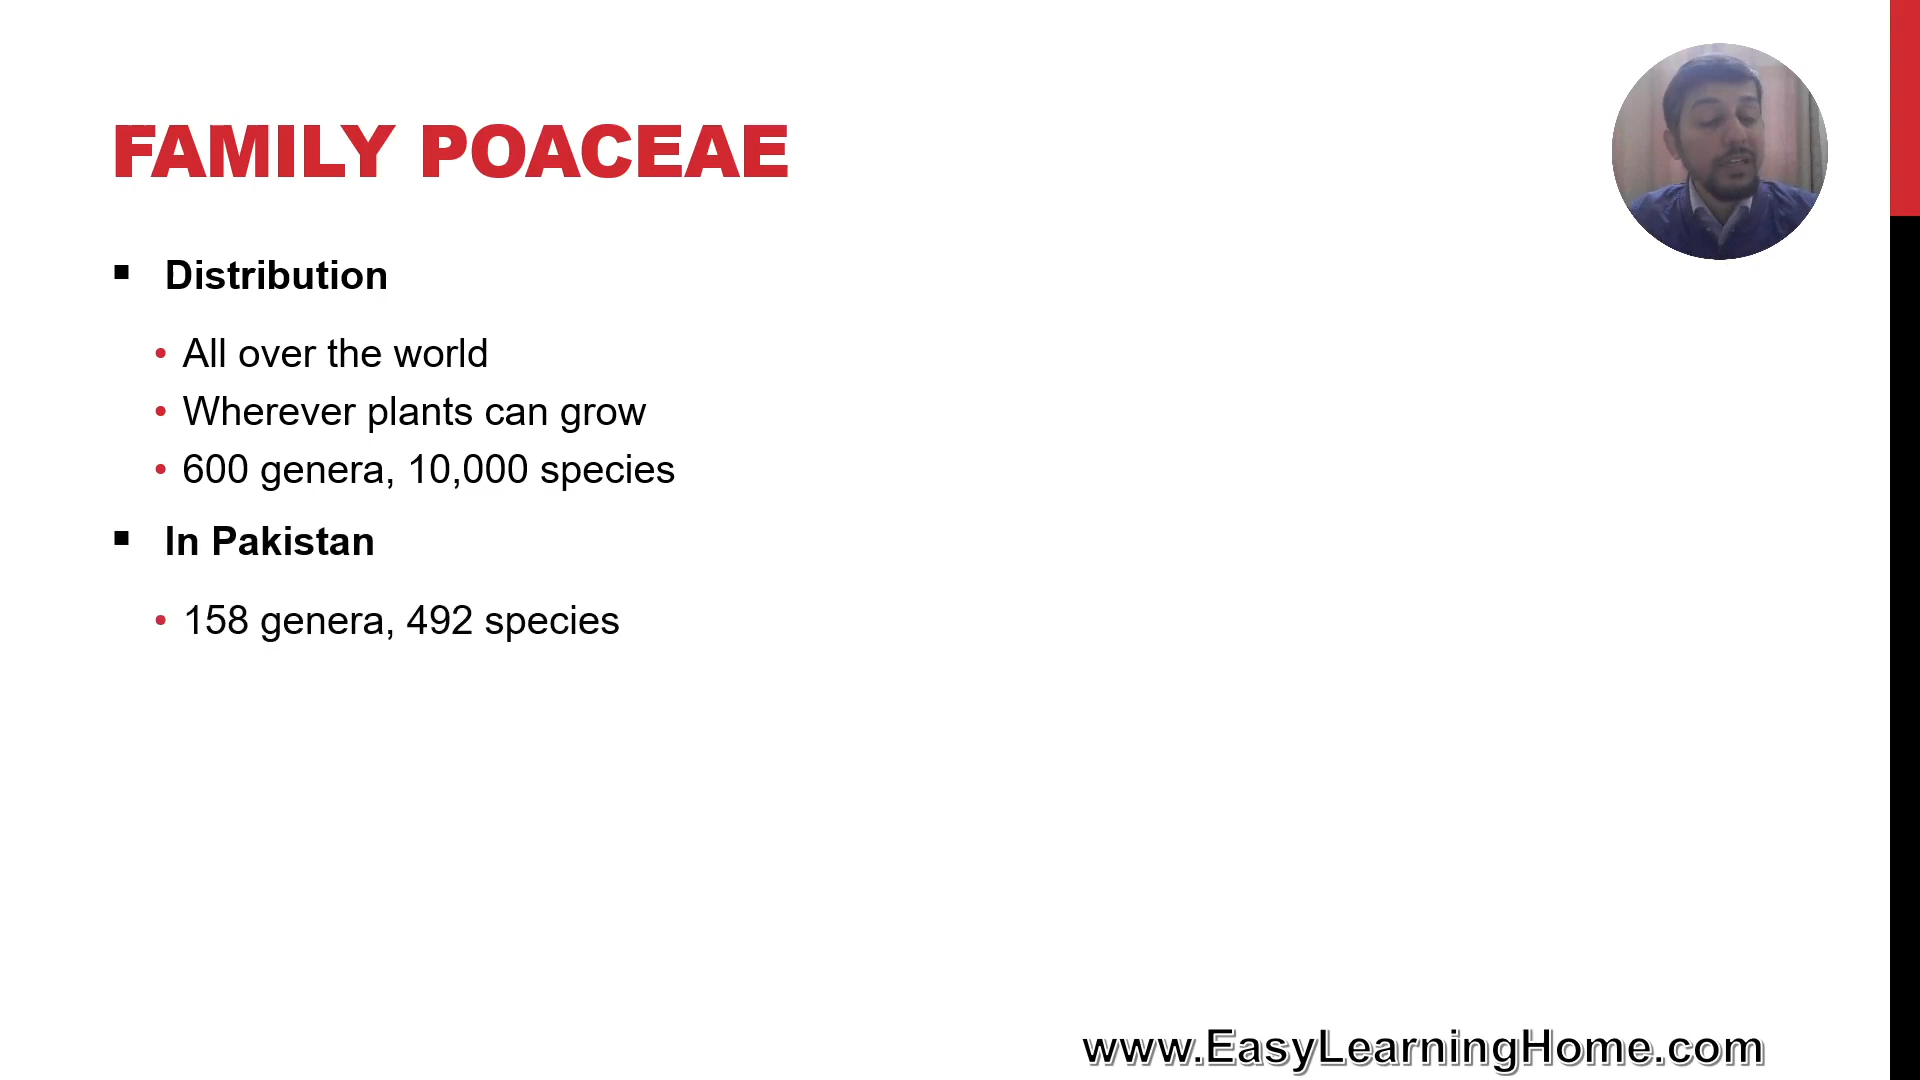 FAMILY POACEAE
Distribution
All over the world
Wherever plants can grow
600 genera, 10,000 species
In Pakistan
158 genera, 492 species
www.EasyLearningHome.com